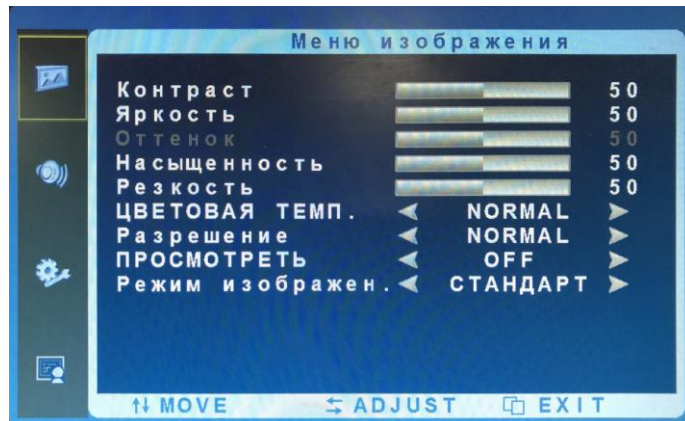 Меню изображения
Контраст 50
Яркость 50
Оттенок 50
Насыщенность 50
Резкость 50
ЦВЕТОВАЯ ТЕМП. NORMAL
Разрешение NORMAL
ПРОСМОТРЕТЬ OFF
Режим изображен. СТАНДАРТ
MOVE ADJUST EXIT